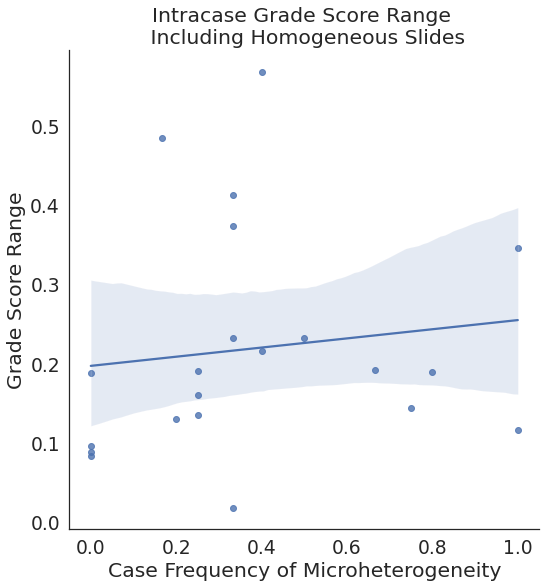 Intracase Grade Score Range
Including Homogeneous Slides
Grade Score Range
0.5
0.4
0.3
0.2
0.1
0.0
0.0 0.2 0.4 0.6 0.8 1.0
Case Frequency of Microheterogeneity